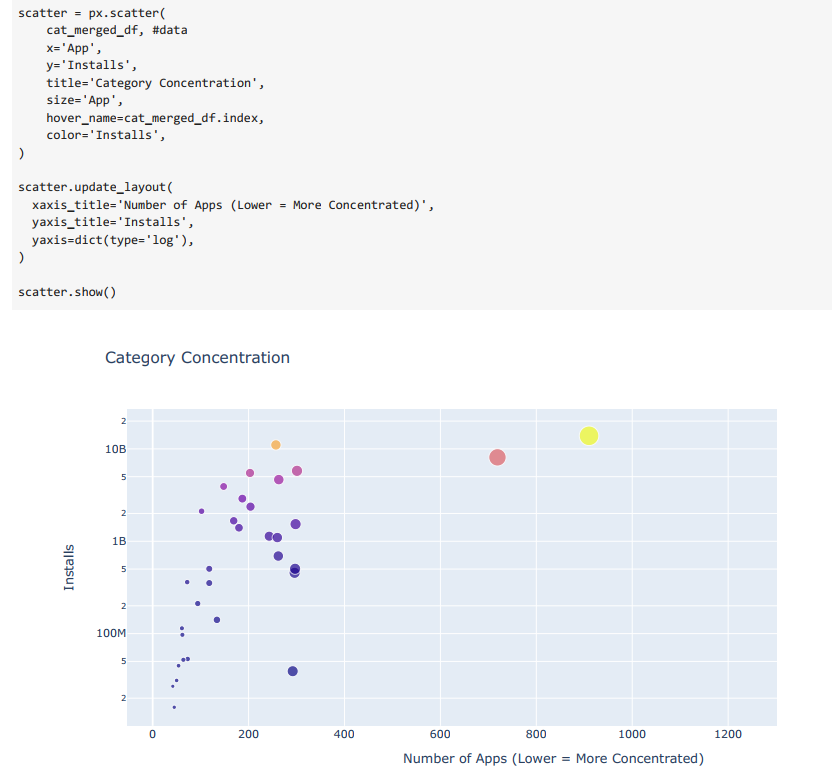 scatter = px.scatter(
    cat_merged_df, #data
    x='App',
    y='Installs',
    title='Category Concentration',
    size='App',
    hover_name=cat_merged_df.index,
    color='Installs',
)
scatter.update_layout(
  xaxis_title='Number of Apps (Lower = More Concentrated)',
  yaxis_title='Installs',
  yaxis=dict(type='log'),
)
scatter.show()
Category Concentration
2
10B
5
2
1B
5
2
100M
5
2
Installs
0 200 400 600 800 1000 1200
Number of Apps (Lower = More Concentrated)